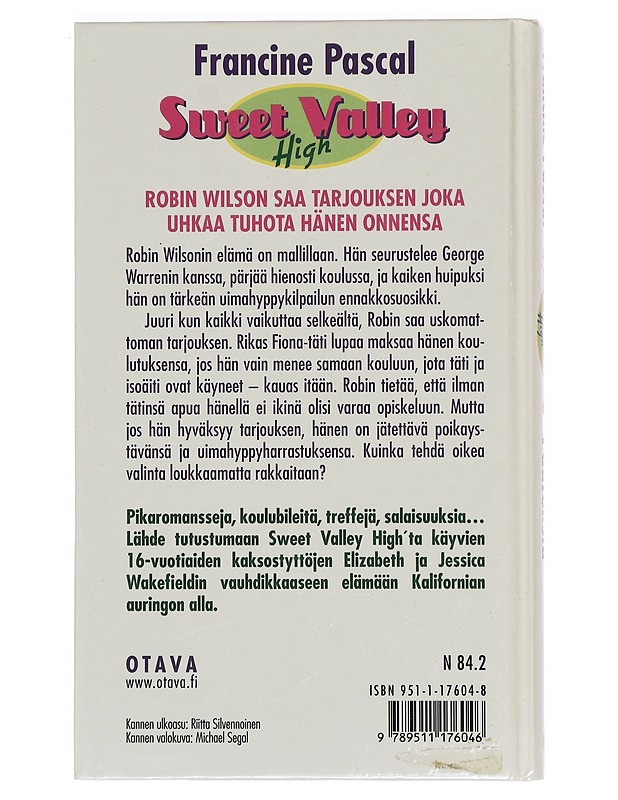 Francine Pascal
Sweet Valley
High
ROBIN WILSON SAA TARJOUKSEN JOKA
UHKAA TUHOTA HÄNEN ONNENSA
Robin Wilsonin elämä on mallillaan. Hän seurustelee George
Warrenin kanssa, pärjää hienosti koulussa, ja kaiken huipuksi
hän on tärkeän uimahyppykilpailun ennakkosuosikki.
Juuri kun kaikki vaikuttaa selkeältä, Robin saa uskomat-
toman tarjouksen. Rikas Fiona-täti lupaa maksaa hänen kou-
lutuksensa, jos hän vain menee samaan kouluun, jota täti ja
isoäiti ovat käyneet – kauas itään. Robin tietää, että ilman
tätinsä apua hänellä ei ikinä olisi varaa opiskeluun. Mutta
jos hän hyväksyy tarjouksen, hänen on jätettävä poikays-
tävänsä ja uimahyppyharrastuksensa. Kuinka tehdä oikea
valinta loukkaamatta rakkaitaan?
Pikaromansseja, koulubileitä, treffejä, salaisuuksia...
Lähde tutustumaan Sweet Valley High´ta käyvien
16-vuotiaiden kaksostyttöjen Elizabeth ja Jessica
Wakefieldin vauhdikkaaseen elämään Kalifornian
auringon alla.
OTAVA
www.otava.fi
N 84.2
ISBN 951-1-17604-8
Kannen ulkoasu: Riitta Silvennoinen
Kannen valokuva: Michael Segal
9 789511 176046